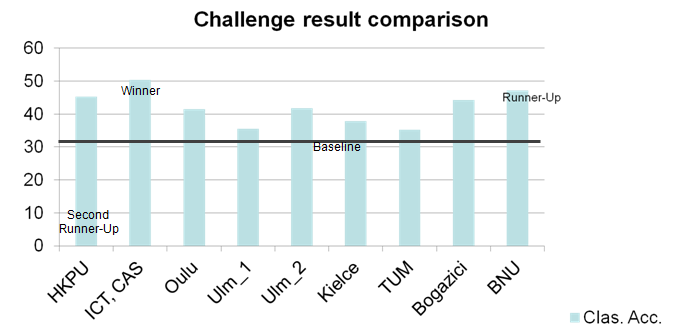 Challenge result comparison
60
50
40
30
20
10
0
Winner
Runner-Up
Baseline
Second
Runner-Up
HKPU
ICT, CAS
Oulu
Ulm_1
Ulm_2
Kielce
TUM
Bogazici
BNU
Clas. Acc.